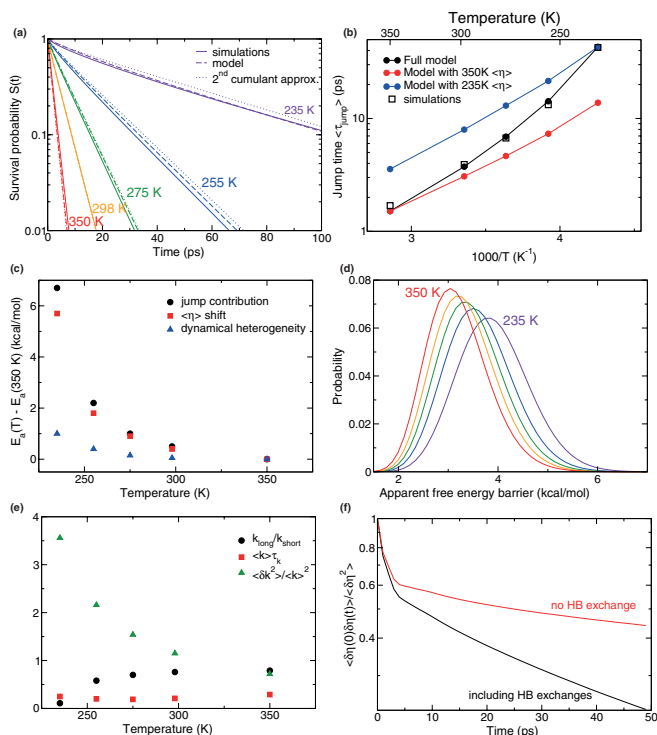 (a)
1
0.1
0.01
Survival probability S(t)
simulations
model
2nd cumulant approx.
235 K
255 K
275 K
298 K
350 K
0 20 40 60 80 100
Time (ps)
(b)
Temperature (K)
350 300 250
Jump time <τjump> (ps)
10
1
Full model
Model with 350K <η>
Model with 235K <η>
simulations
3 4
1000/T (K-1)
(c)
Ea(T) - Ea(350 K) (kcal/mol)
6
4
2
0
jump contribution
<η> shift
dynamical heterogeneity
250 300 350
Temperature (K)
(d)
Probability
0.08
0.06
0.04
0.02
0
350 K
235 K
2 4 6
Apparent free energy barrier (kcal/mol)
(e)
4
3
2
1
0
klong/kshort
<k>τk
<δk2>/<k>2
250 300 350
Temperature (K)
(f)
<δη(0)δη(t)>/<δη2>
1
0.8
0.6
0.4
no HB exchange
including HB exchanges
0 10 20 30 40 50
Time (ps)